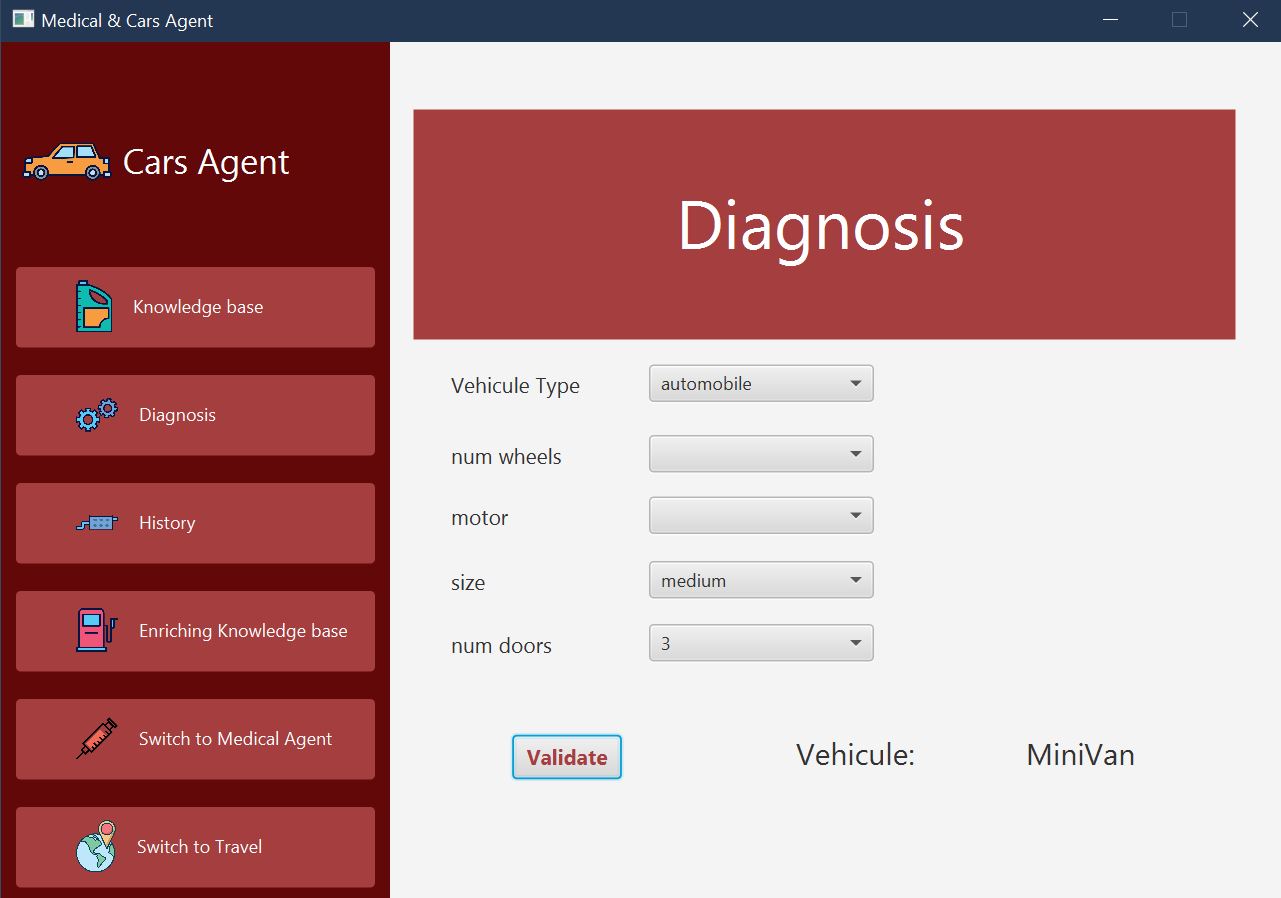 Medical & Cars Agent
Cars Agent
Knowledge base
Diagnosis
History
Enriching Knowledge base
Switch to Medical Agent
Switch to Travel
Diagnosis
Vehicule Type automobile
num wheels
motor
size medium
num doors 3
Validate Vehicule: MiniVan